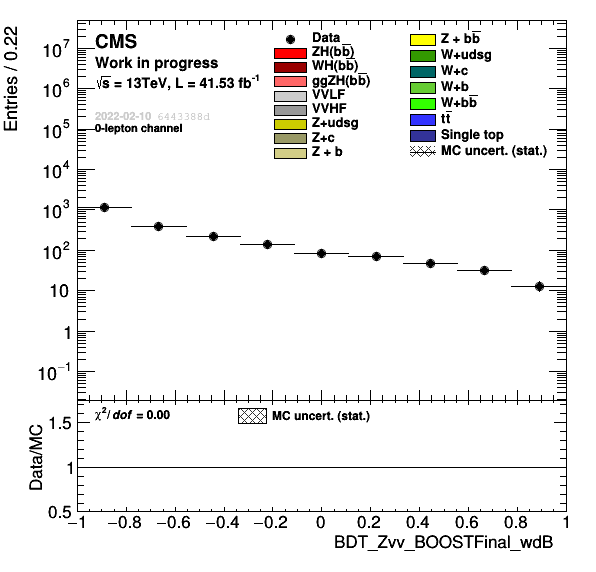 Entries / 0.22
CMS
Work in progress
√s = 13TeV, L = 41.53 fb⁻¹
2022-02-10 6443388d
0-lepton channel
Data
ZH(bb̅)
WH(bb̅)
ggZH(bb̅)
VVLF
VVHF
Z+udsg
Z+c
Z + b
Z + bb̅
W+udsg
W+c
W+b
W+bb̅
tt̅
Single top
MC uncert. (stat.)
10⁷
10⁶
10⁵
10⁴
10³
10²
10
1
10⁻¹
Data/MC
χ²/dof = 0.00
MC uncert. (stat.)
1.5
1
0.5
−1 −0.8 −0.6 −0.4 −0.2 0 0.2 0.4 0.6 0.8 1
BDT_Zvv_BOOSTFinal_wdB